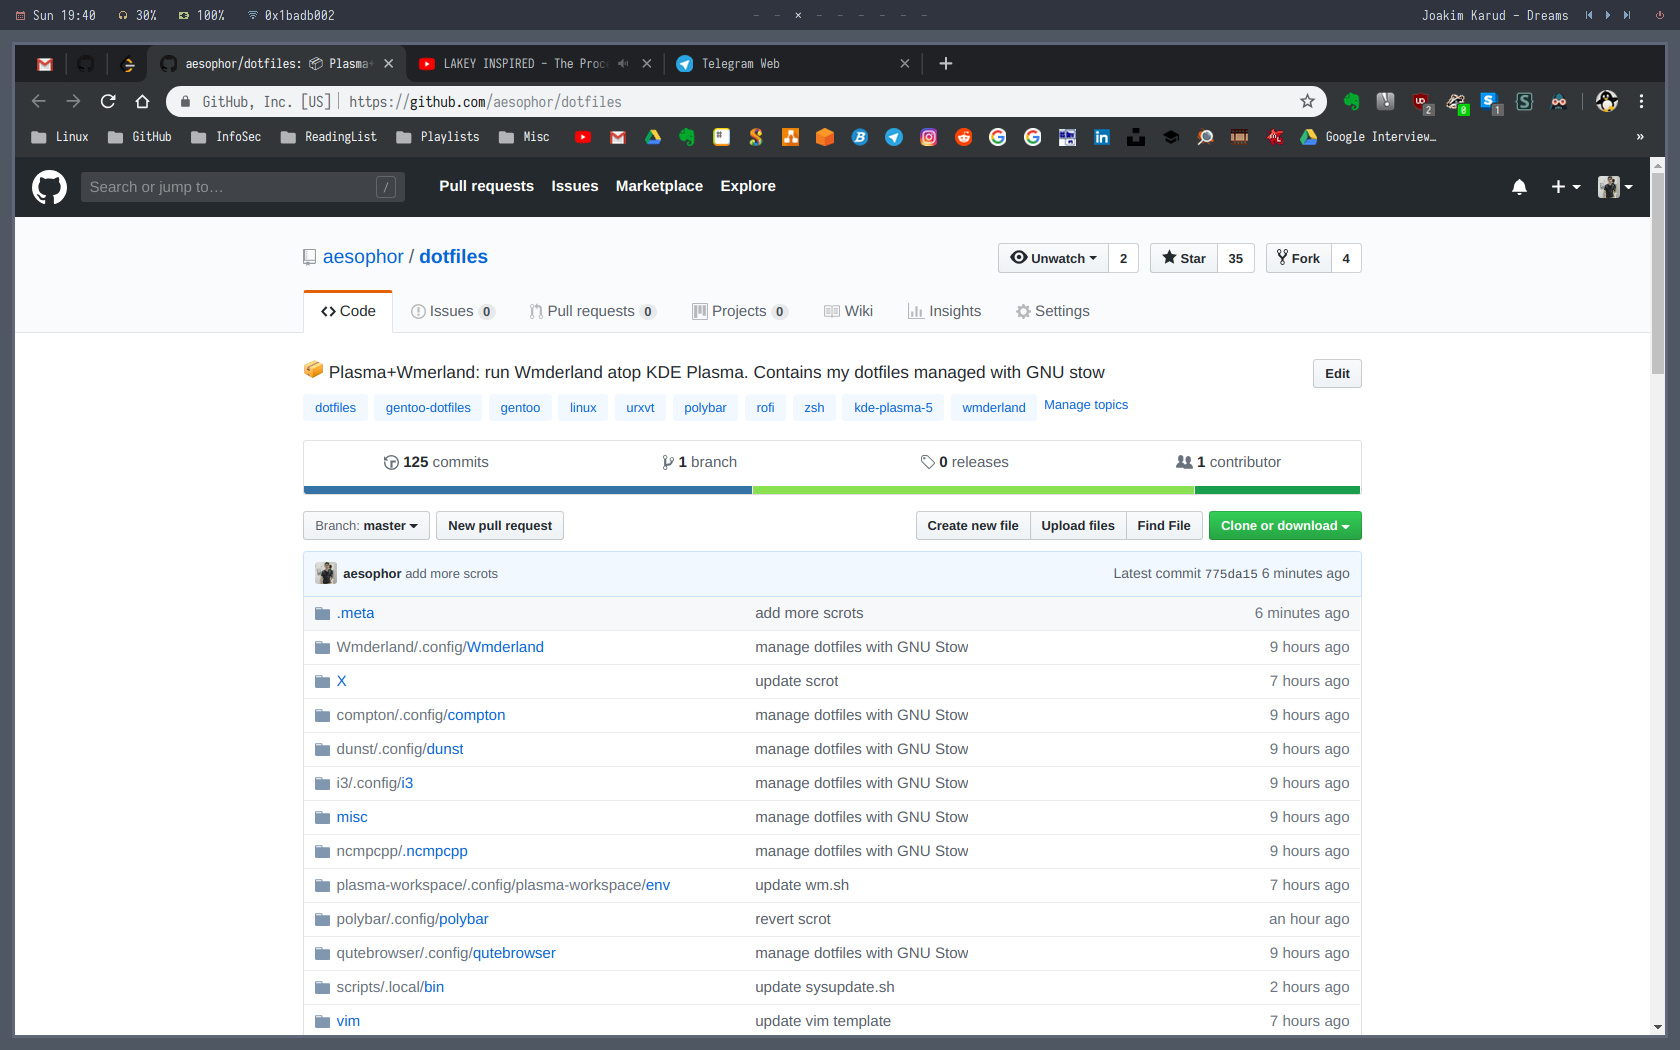 Sun 19:40 30% 100% 0x1badb002 Joakim Karud - Dreams
aesophor/dotfiles: 📦 Plasma+ LAKEY INSPIRED - The Proc Telegram Web
GitHub, Inc. [US] https://github.com/aesophor/dotfiles
Linux GitHub InfoSec ReadingList Playlists Misc Google Interview…
Search or jump to… / Pull requests Issues Marketplace Explore
aesophor / dotfiles Unwatch 2 Star 35 Fork 4
Code Issues 0 Pull requests 0 Projects 0 Wiki Insights Settings
Plasma+Wmerland: run Wmderland atop KDE Plasma. Contains my dotfiles managed with GNU stow Edit
dotfiles gentoo-dotfiles gentoo linux urxvt polybar rofi zsh kde-plasma-5 wmderland Manage topics
125 commits 1 branch 0 releases 1 contributor
Branch: master New pull request Create new file Upload files Find File Clone or download
aesophor add more scrots Latest commit 775da15 6 minutes ago
.meta add more scrots 6 minutes ago
Wmderland/.config/Wmderland manage dotfiles with GNU Stow 9 hours ago
X update scrot 7 hours ago
compton/.config/compton manage dotfiles with GNU Stow 9 hours ago
dunst/.config/dunst manage dotfiles with GNU Stow 9 hours ago
i3/.config/i3 manage dotfiles with GNU Stow 9 hours ago
misc manage dotfiles with GNU Stow 9 hours ago
ncmpcpp/.ncmpcpp manage dotfiles with GNU Stow 9 hours ago
plasma-workspace/.config/plasma-workspace/env update wm.sh 7 hours ago
polybar/.config/polybar revert scrot an hour ago
qutebrowser/.config/qutebrowser manage dotfiles with GNU Stow 9 hours ago
scripts/.local/bin update sysupdate.sh 2 hours ago
vim update vim template 7 hours ago